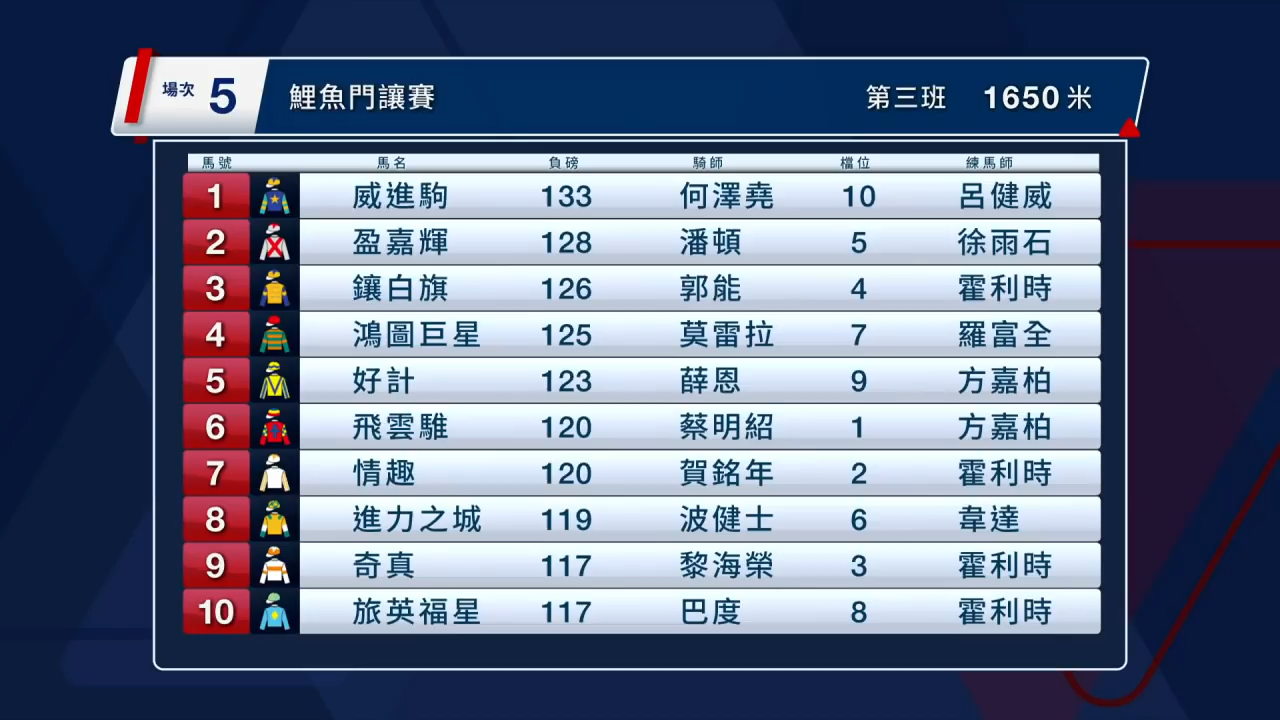 場次 5 鯉魚門讓賽 第三班 1650 米
馬號 馬名 負磅 騎師 檔位 練馬師
1 威進駒 133 何澤堯 10 呂健威
2 盈嘉輝 128 潘頓 5 徐雨石
3 鑲白旗 126 郭能 4 霍利時
4 鴻圖巨星 125 莫雷拉 7 羅富全
5 好計 123 薛恩 9 方嘉柏
6 飛雲騅 120 蔡明紹 1 方嘉柏
7 情趣 120 賀銘年 2 霍利時
8 進力之城 119 波健士 6 韋達
9 奇真 117 黎海榮 3 霍利時
10 旅英福星 117 巴度 8 霍利時